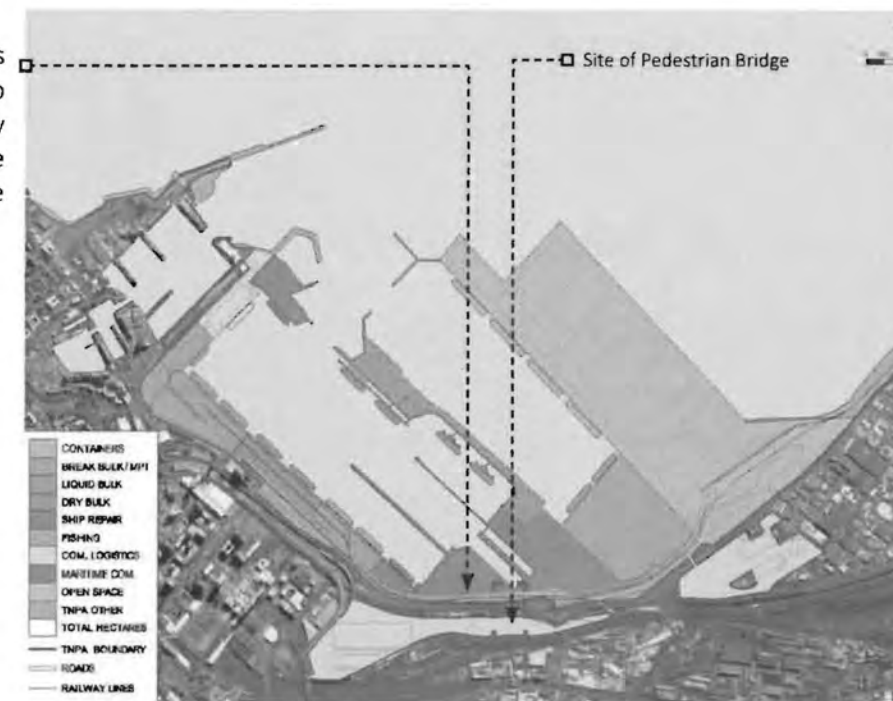 Site of Pedestrian Bridge
CONTAINERS
BREAK BULK/MPT
LIQUID BULK
DRY BULK
SHIP REPAIR
FISHING
COM. LOGISTICS
MARITIME COM.
OPEN SPACE
TNPA OTHER
TOTAL HECTARES
TNPA BOUNDARY
ROADS
RAILWAY LINES